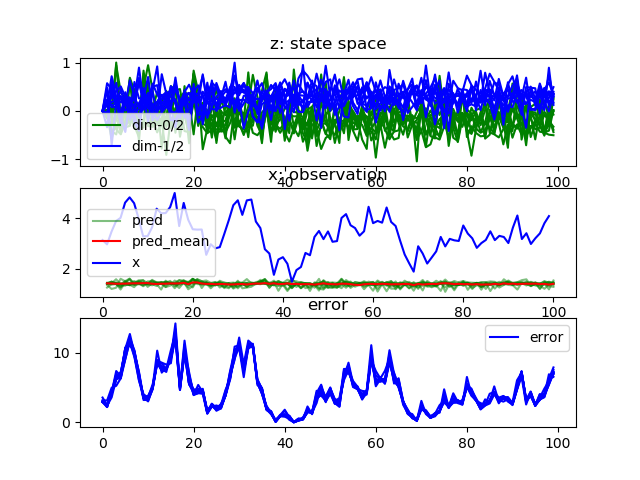 z: state space
1
0
−1
dim-0/2
dim-1/2
0 20 40 60 80 100
x: observation
4
2
pred
pred_mean
x
0 20 40 60 80 100
error
10
0
error
0 20 40 60 80 100